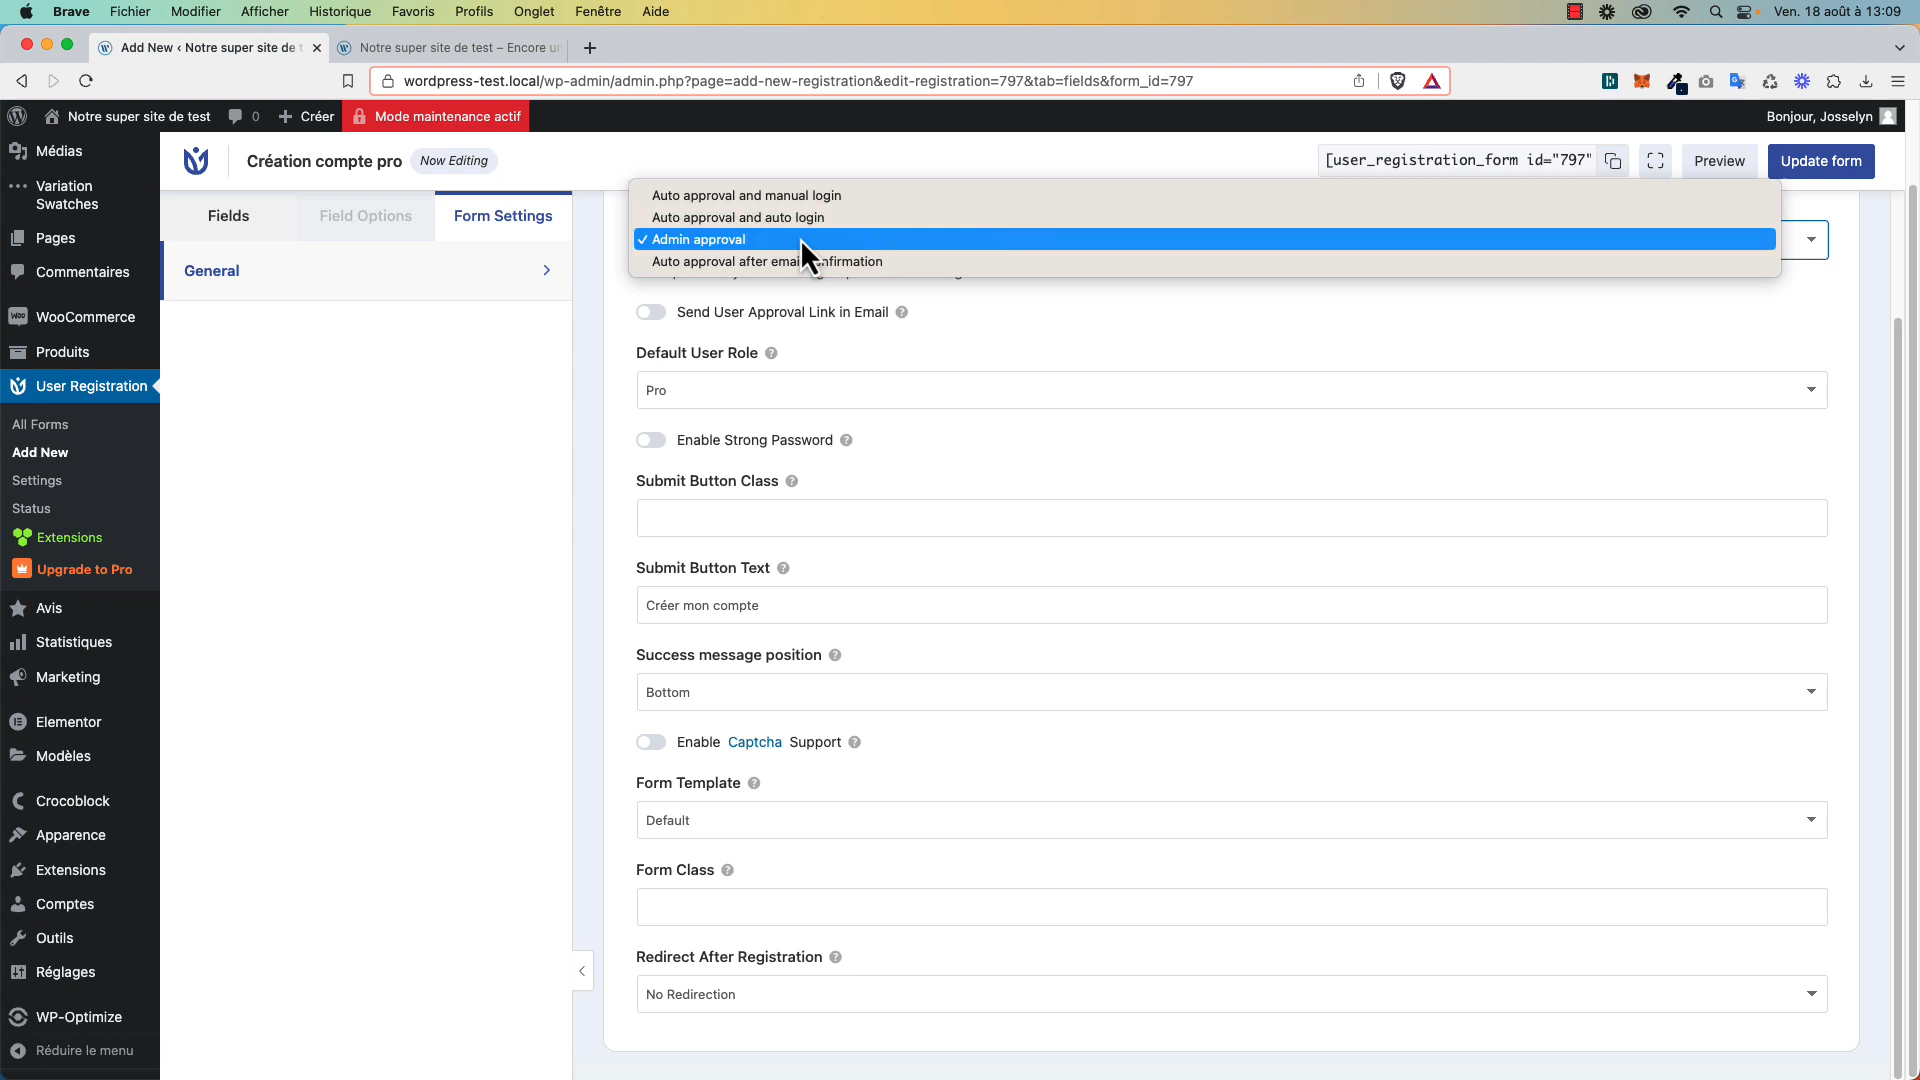 Brave Fichier Modifier Afficher Historique Favoris Profils Onglet Fenêtre Aide Ven. 18 août à 13:09
Add New ‹ Notre super site de t Notre super site de test – Encore u
wordpress-test.local/wp-admin/admin.php?page=add-new-registration&edit-registration=797&tab=fields&form_id=797
Notre super site de test 0 Créer Mode maintenance actif Bonjour, Josselyn
Médias
Variation
Swatches
Pages
Commentaires
WooCommerce
Produits
User Registration
All Forms
Add New
Settings
Status
Extensions
Upgrade to Pro
Avis
Statistiques
Marketing
Elementor
Modèles
Crocoblock
Apparence
Extensions
Comptes
Outils
Réglages
WP-Optimize
Réduire le menu
Création compte pro Now Editing
[user_registration_form id="797" Preview Update form
Fields Field Options Form Settings
General
Auto approval and manual login
Auto approval and auto login
Admin approval
Auto approval after
Send User Approval Link in Email
Default User Role
Pro
Enable Strong Password
Submit Button Class
Submit Button Text
Créer mon compte
Success message position
Bottom
Enable Captcha Support
Form Template
Default
Form Class
Redirect After Registration
No Redirection